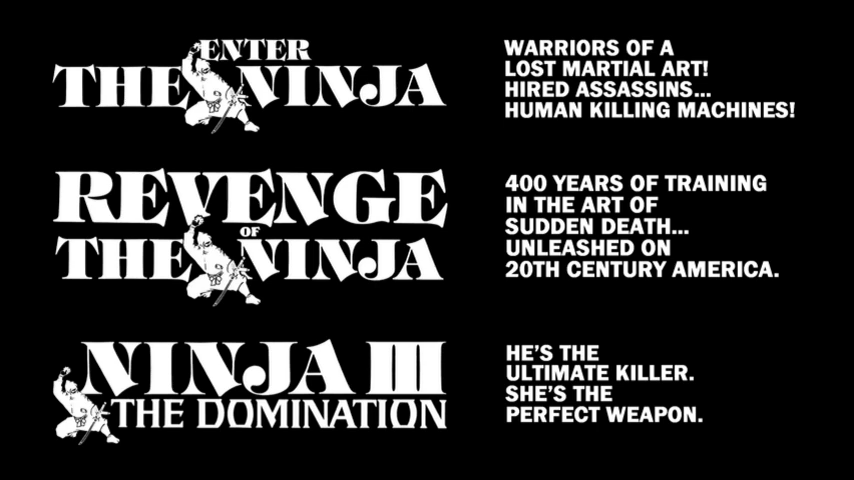 ENTER
THE NINJA
WARRIORS OF A
LOST MARTIAL ART!
HIRED ASSASSINS...
HUMAN KILLING MACHINES!
REVENGE
OF
THE NINJA
400 YEARS OF TRAINING
IN THE ART OF
SUDDEN DEATH...
UNLEASHED ON
20TH CENTURY AMERICA.
NINJA III
THE DOMINATION
HE'S THE
ULTIMATE KILLER.
SHE'S THE
PERFECT WEAPON.